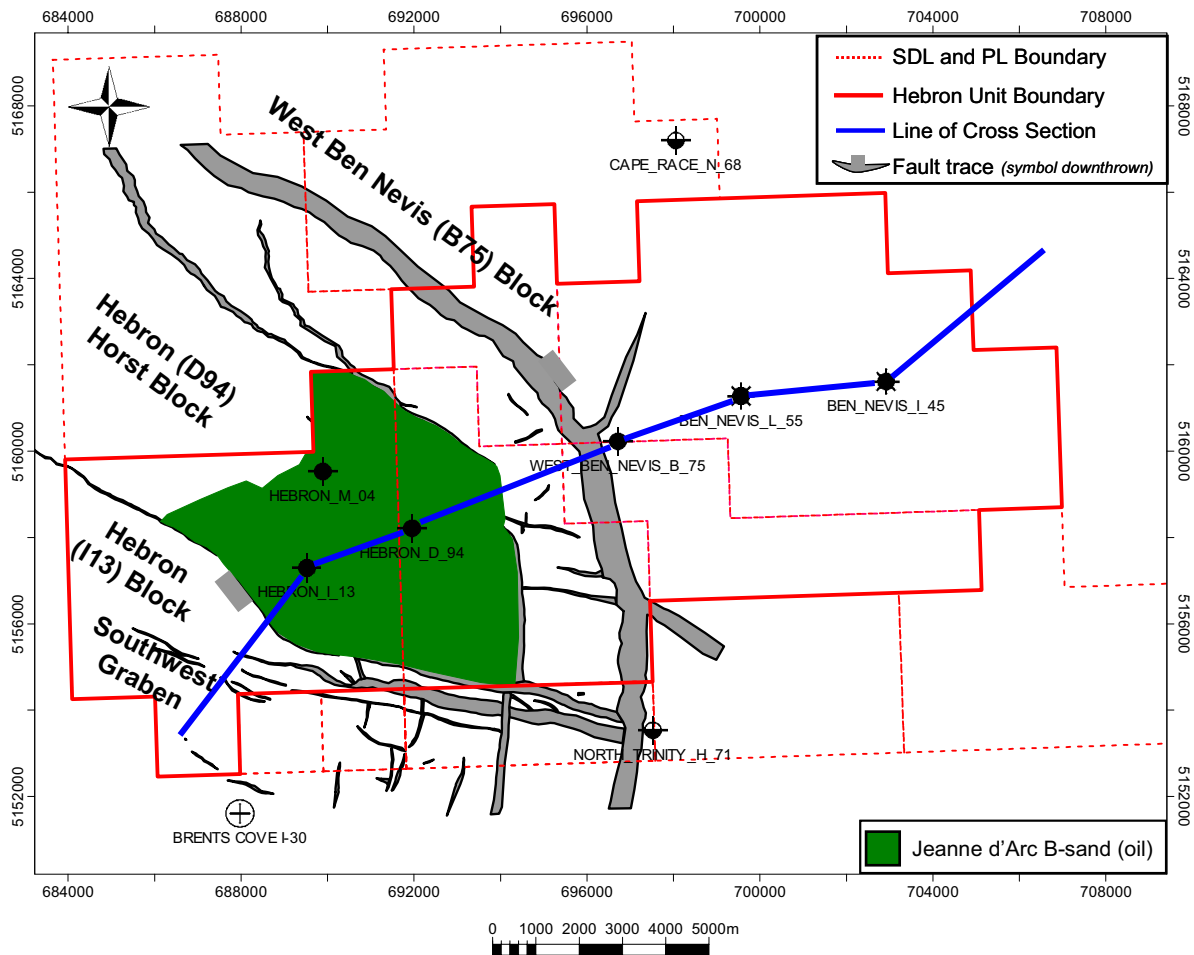 684000 688000 692000 696000 700000 704000 708000
SDL and PL Boundary
Hebron Unit Boundary
Line of Cross Section
Fault trace (symbol downthrown)
5168000
5168000
West Ben Nevis (B75) Block
CAPE_RACE_N_68
5164000
5164000
Hebron (D94)
Horst Block
BEN_NEVIS_L_55
BEN_NEVIS_I_45
5160000
5160000
WEST_BEN_NEVIS_B_75
HEBRON_M_04
HEBRON_D_94
Hebron
(I13) Block
HEBRON_I_13
5156000
5156000
Southwest
Graben
NORTH_TRINITY_H_71
5152000
5152000
BRENTS COVE I-30
Jeanne d'Arc B-sand (oil)
684000 688000 692000 696000 700000 704000 708000
0 1000 2000 3000 4000 5000m